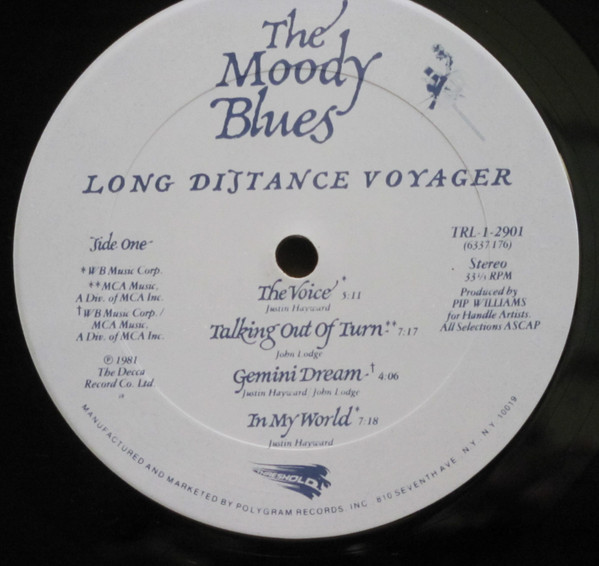 The
Moody
Blues
LONG DISTANCE VOYAGER
Side One
* WB Music Corp.
** MCA Music,
A Div. of MCA Inc.
† WB Music Corp. /
MCA Music,
A Div. of MCA Inc.
℗ 1981
The Decca
Record Co. Ltd
TRL-1-2901
(6337 176)
Stereo
33⅓ RPM
Produced by
PIP WILLIAMS
for Handle Artists.
All Selections ASCAP
The Voice* 5:11
Justin Hayward
Talking Out Of Turn** 7:17
John Lodge
Gemini Dream† 4:06
Justin Hayward / John Lodge
In My World* 7:18
Justin Hayward
THRESHOLD
MANUFACTURED AND MARKETED BY POLYGRAM RECORDS, INC. 810 SEVENTH AVE. N.Y., N.Y. 10019